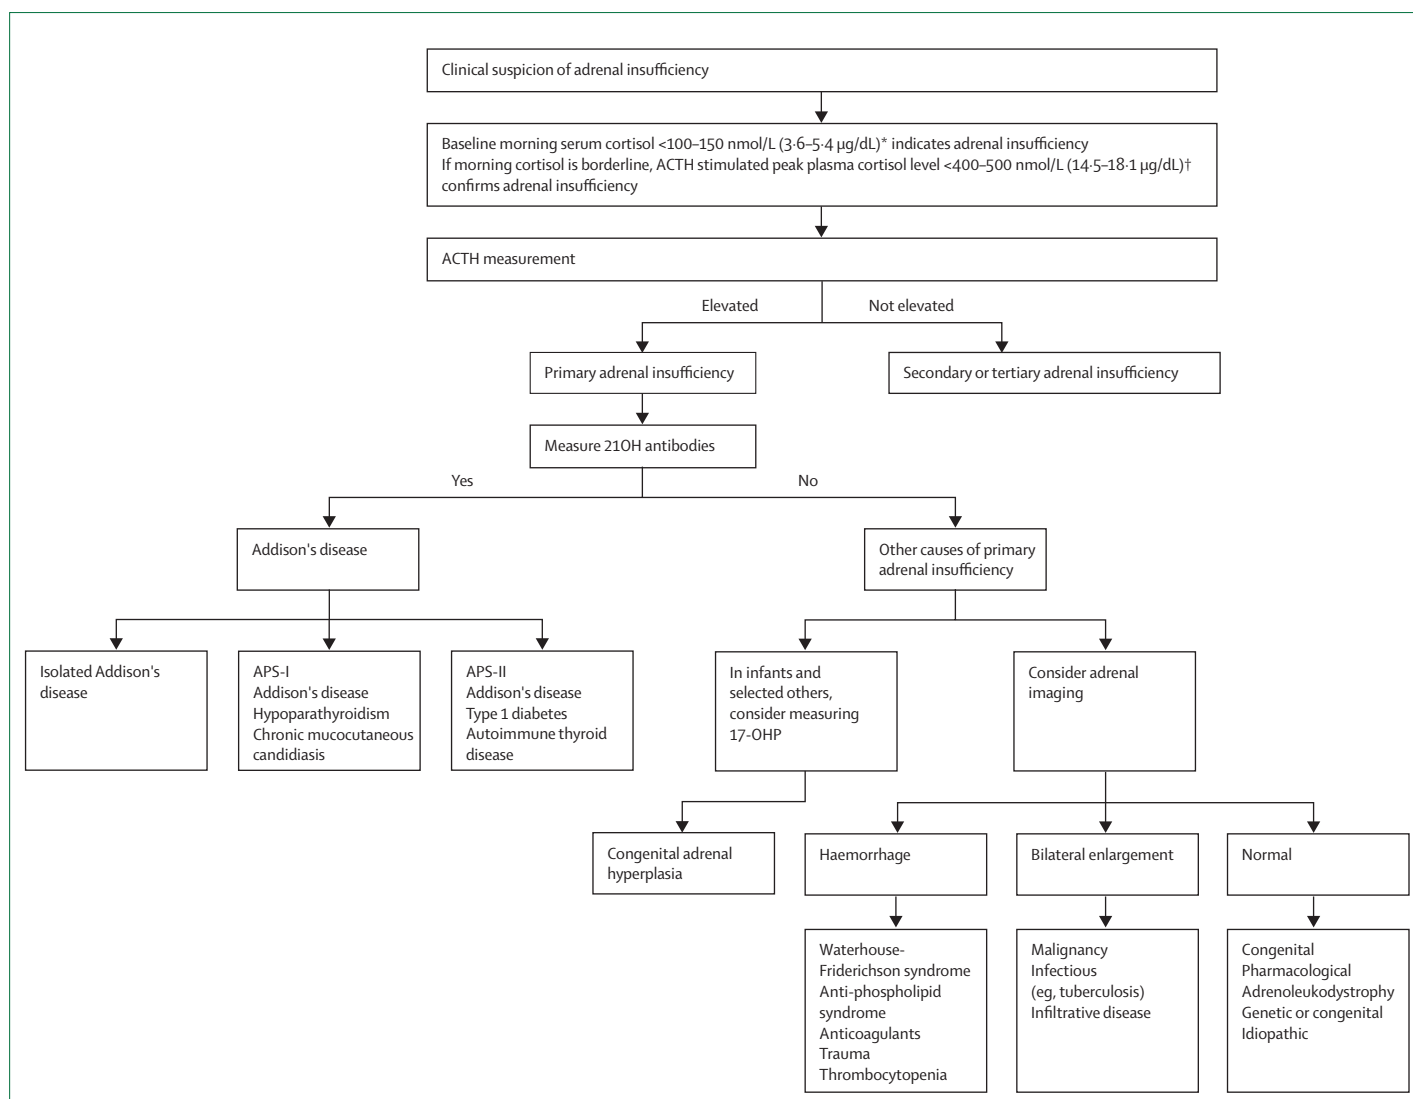 Clinical suspicion of adrenal insufficiency
Baseline morning serum cortisol <100–150 nmol/L (3·6–5·4 µg/dL)* indicates adrenal insufficiency
If morning cortisol is borderline, ACTH stimulated peak plasma cortisol level <400–500 nmol/L (14·5–18·1 µg/dL)†
confirms adrenal insufficiency
ACTH measurement
Elevated
Not elevated
Primary adrenal insufficiency
Secondary or tertiary adrenal insufficiency
Measure 21OH antibodies
Yes
No
Addison's disease
Other causes of primary
adrenal insufficiency
Isolated Addison's
disease
APS-I
Addison's disease
Hypoparathyroidism
Chronic mucocutaneous
candidiasis
APS-II
Addison's disease
Type 1 diabetes
Autoimmune thyroid
disease
In infants and
selected others,
consider measuring
17-OHP
Consider adrenal
imaging
Congenital adrenal
hyperplasia
Haemorrhage
Bilateral enlargement
Normal
Waterhouse-
Friderichson syndrome
Anti-phospholipid
syndrome
Anticoagulants
Trauma
Thrombocytopenia
Malignancy
Infectious
(eg, tuberculosis)
Infiltrative disease
Congenital
Pharmacological
Adrenoleukodystrophy
Genetic or congenital
Idiopathic